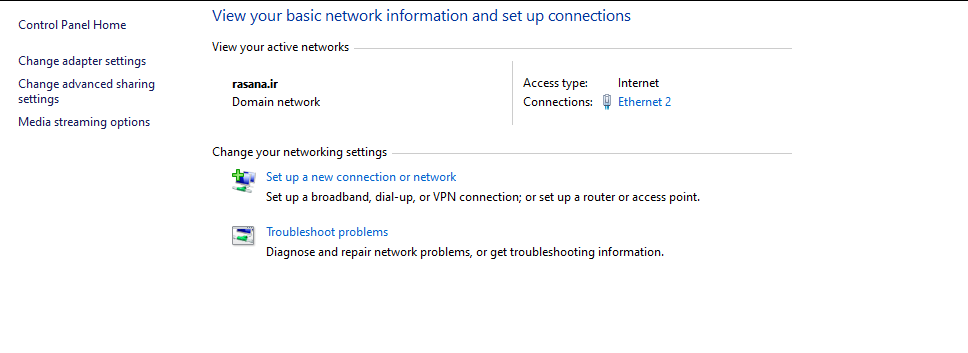 Control Panel Home
Change adapter settings
Change advanced sharing
settings
Media streaming options
View your basic network information and set up connections
View your active networks
rasana.ir
Domain network
Access type: Internet
Connections: Ethernet 2
Change your networking settings
Set up a new connection or network
Set up a broadband, dial-up, or VPN connection; or set up a router or access point.
Troubleshoot problems
Diagnose and repair network problems, or get troubleshooting information.